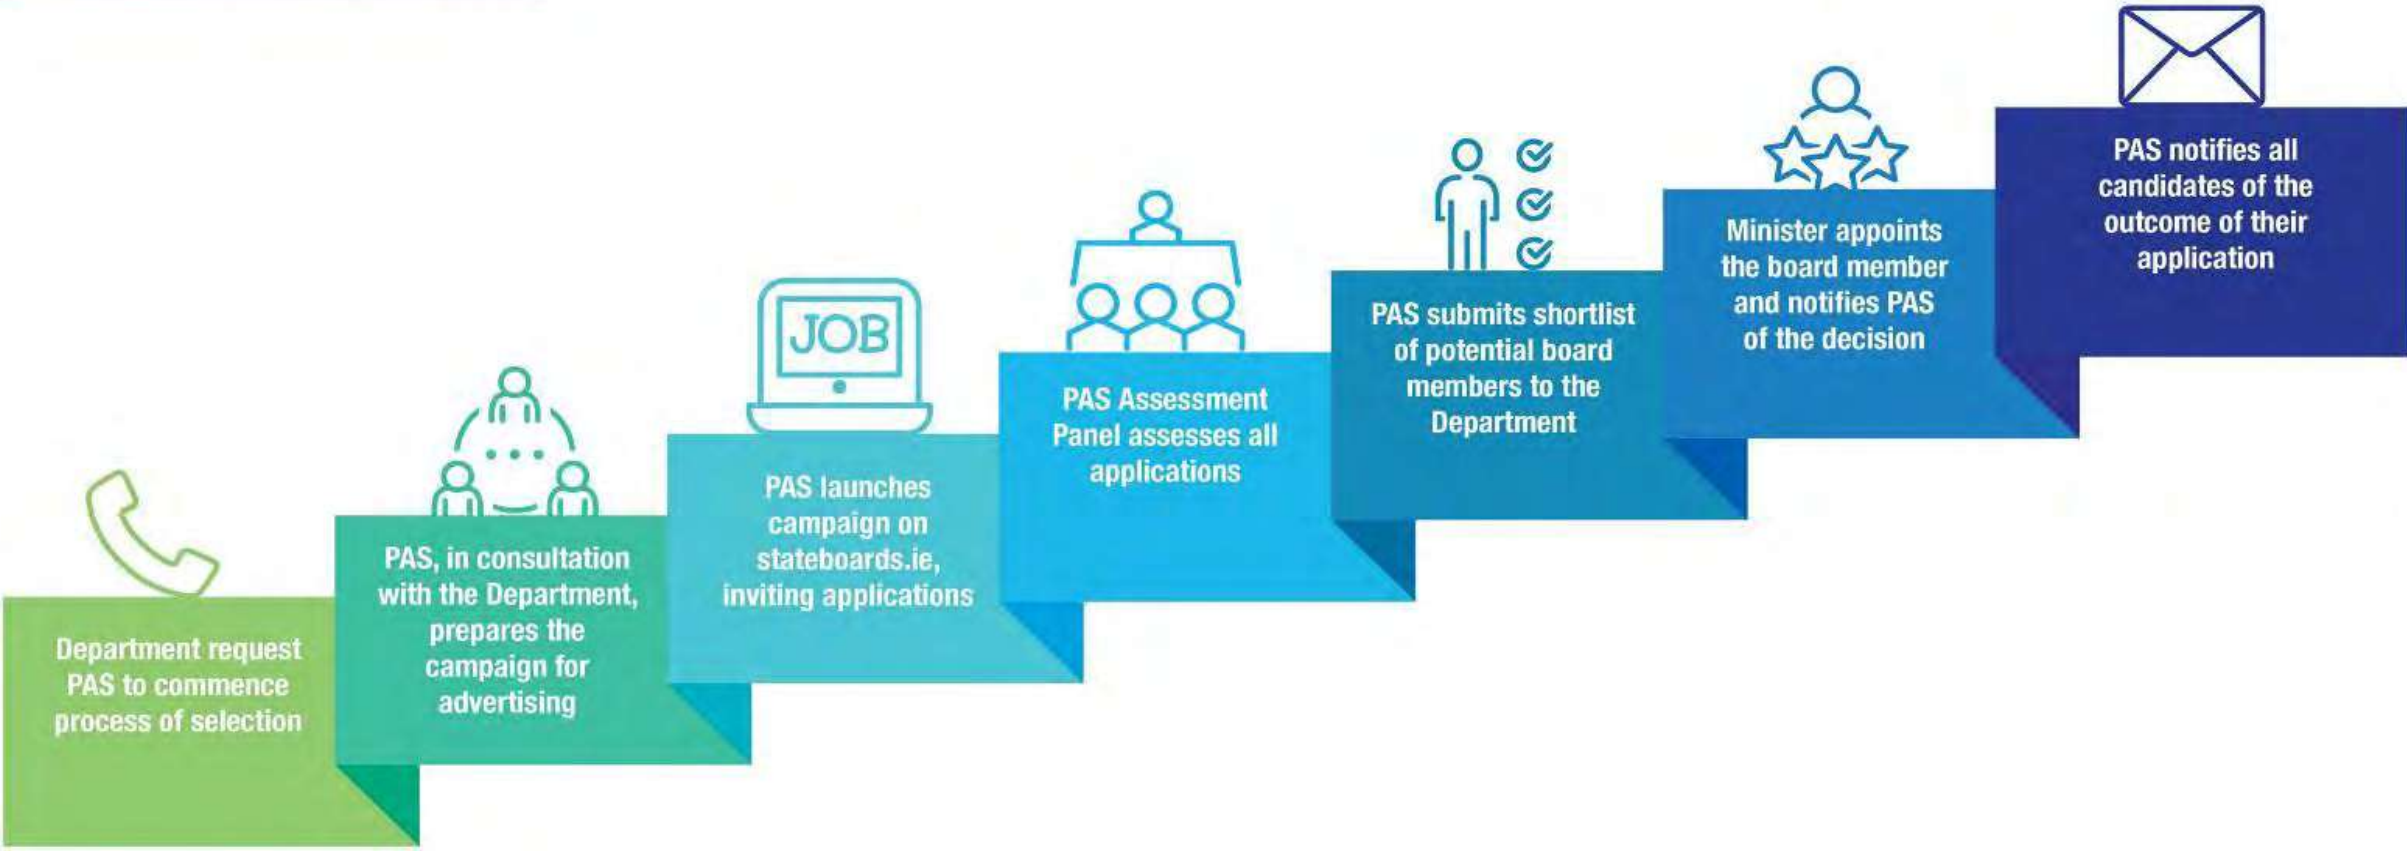 Department request
PAS to commence
process of selection
PAS, in consultation
with the Department,
prepares the
campaign for
advertising
JOB
PAS launches
campaign on
stateboards.ie,
inviting applications
PAS Assessment
Panel assesses all
applications
PAS submits shortlist
of potential board
members to the
Department
Minister appoints
the board member
and notifies PAS
of the decision
PAS notifies all
candidates of the
outcome of their
application